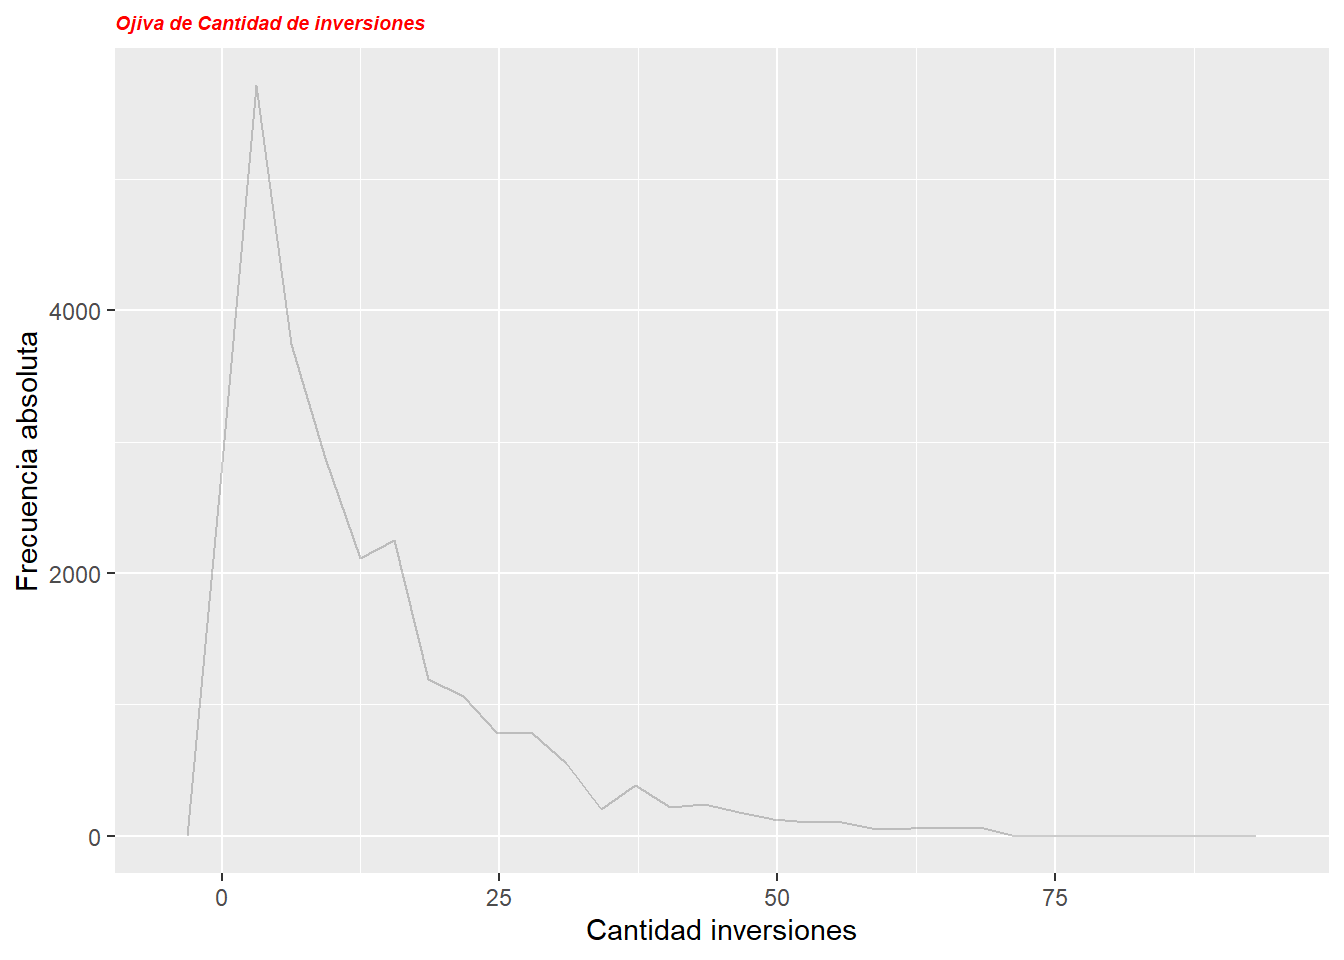 Ojiva de Cantidad de inversiones
Frecuencia absoluta
4000
2000
0
0 25 50 75
Cantidad inversiones